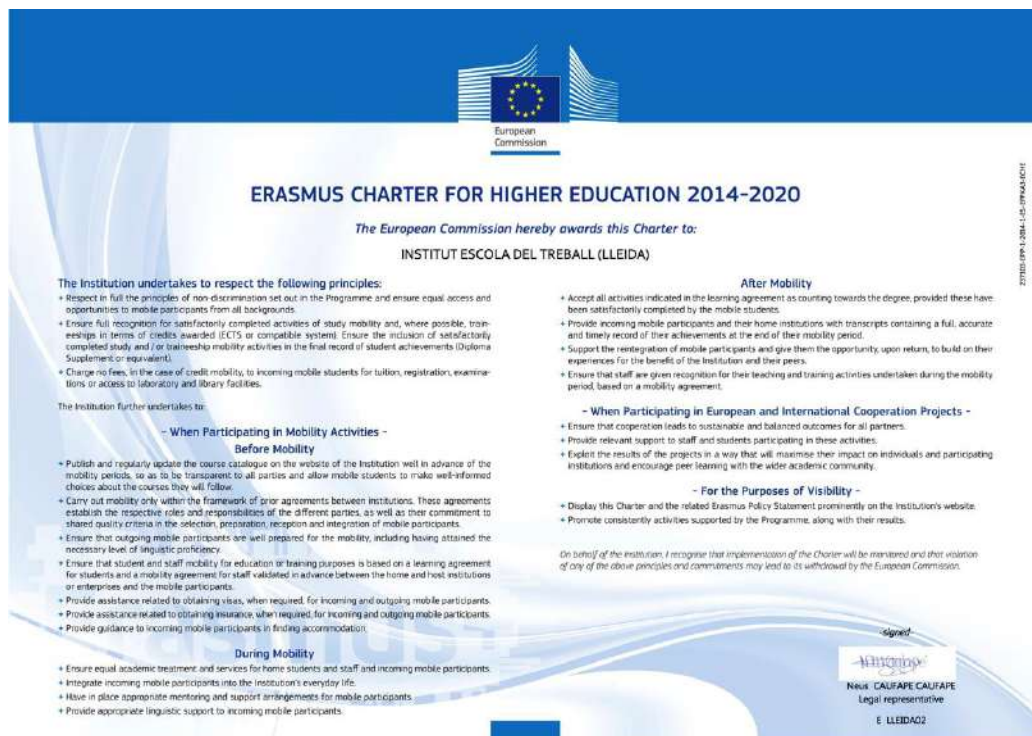 European
Commission
ERASMUS CHARTER FOR HIGHER EDUCATION 2014-2020
The European Commission hereby awards this Charter to:
INSTITUT ESCOLA DEL TREBALL (LLEIDA)
The Institution undertakes to respect the following principles:
+ Respect in full the principles of non-discrimination set out in the Programme and ensure equal access and
opportunities to mobile participants from all backgrounds.
+ Ensure full recognition for satisfactorily completed activities of study mobility and, where possible, train-
eeships in terms of credits awarded (ECTS or compatible system). Ensure the inclusion of satisfactorily
completed study and / or traineeship mobility activities in the final record of student achievements (Diploma
Supplement or equivalent).
+ Charge no fees, in the case of credit mobility, to incoming mobile students for tuition, registration, examina-
tions or access to laboratory and library facilities.
The Institution further undertakes to:
- When Participating in Mobility Activities -
Before Mobility
+ Publish and regularly update the course catalogue on the website of the Institution well in advance of the
mobility periods, so as to be transparent to all parties and allow mobile students to make well-informed
choices about the courses they will follow.
+ Carry out mobility only within the framework of prior agreements between institutions. These agreements
establish the respective roles and responsibilities of the different parties, as well as their commitment to
shared quality criteria in the selection, preparation, reception and integration of mobile participants.
+ Ensure that outgoing mobile participants are well prepared for the mobility, including having attained the
necessary level of linguistic proficiency.
+ Ensure that student and staff mobility for education or training purposes is based on a learning agreement
for students and a mobility agreement for staff validated in advance between the home and host institutions
or enterprises and the mobile participants.
+ Provide assistance related to obtaining visas, when required, for incoming and outgoing mobile participants.
+ Provide assistance related to obtaining insurance, when required, for incoming and outgoing mobile participants.
+ Provide guidance to incoming mobile participants in finding accommodation.
During Mobility
+ Ensure equal academic treatment and services for home students and staff and incoming mobile participants.
+ Integrate incoming mobile participants into the Institution's everyday life.
+ Have in place appropriate mentoring and support arrangements for mobile participants.
+ Provide appropriate linguistic support to incoming mobile participants.
After Mobility
+ Accept all activities indicated in the learning agreement as counting towards the degree, provided these have
been satisfactorily completed by the mobile students.
+ Provide incoming mobile participants and their home institutions with transcripts containing a full, accurate
and timely record of their achievements at the end of their mobility period.
+ Support the reintegration of mobile participants and give them the opportunity, upon return, to build on their
experiences for the benefit of the Institution and their peers.
+ Ensure that staff are given recognition for their teaching and training activities undertaken during the mobility
period, based on a mobility agreement.
- When Participating in European and International Cooperation Projects -
+ Ensure that cooperation leads to sustainable and balanced outcomes for all partners.
+ Provide relevant support to staff and students participating in these activities.
+ Exploit the results of the projects in a way that will maximise their impact on individuals and participating
institutions and encourage peer learning with the wider academic community.
- For the Purposes of Visibility -
+ Display this Charter and the related Erasmus Policy Statement prominently on the Institution's website.
+ Promote consistently activities supported by the Programme, along with their results.
On behalf of the Institution, I recognise that implementation of the Charter will be monitored and that violation
of any of the above principles and commitments may lead to its withdrawal by the European Commission.
-signed-
Neus CAUFAPE CAUFAPE
Legal representative
E LLEIDA02